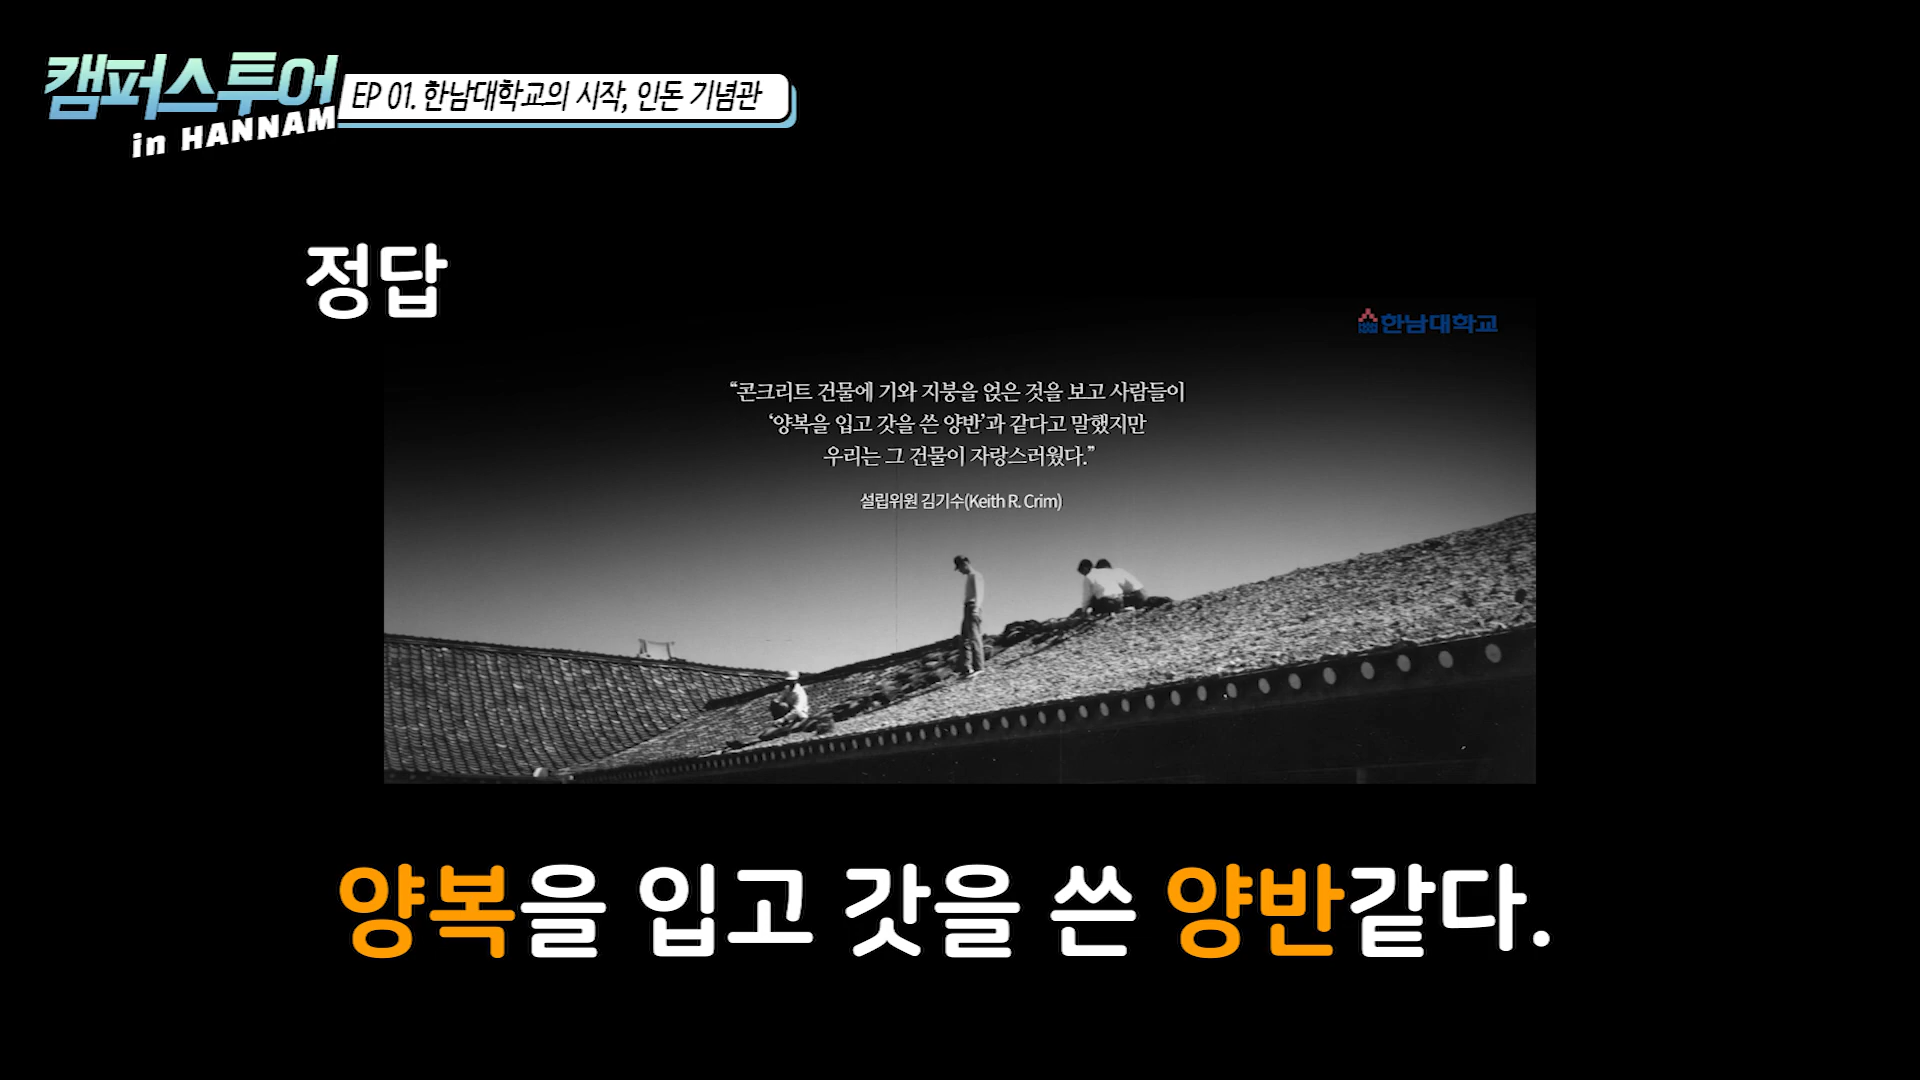 캠퍼스투어
in HANNAM
EP 01. 한남대학교의 시작, 인돈 기념관
정답
한남대학교
“콘크리트 건물에 기와 지붕을 얹은 것을 보고 사람들이
‘양복을 입고 갓을 쓴 양반’과 같다고 말했지만
우리는 그 건물이 자랑스러웠다.”
설립위원 김기수(Keith R. Crim)
양복을 입고 갓을 쓴 양반같다.